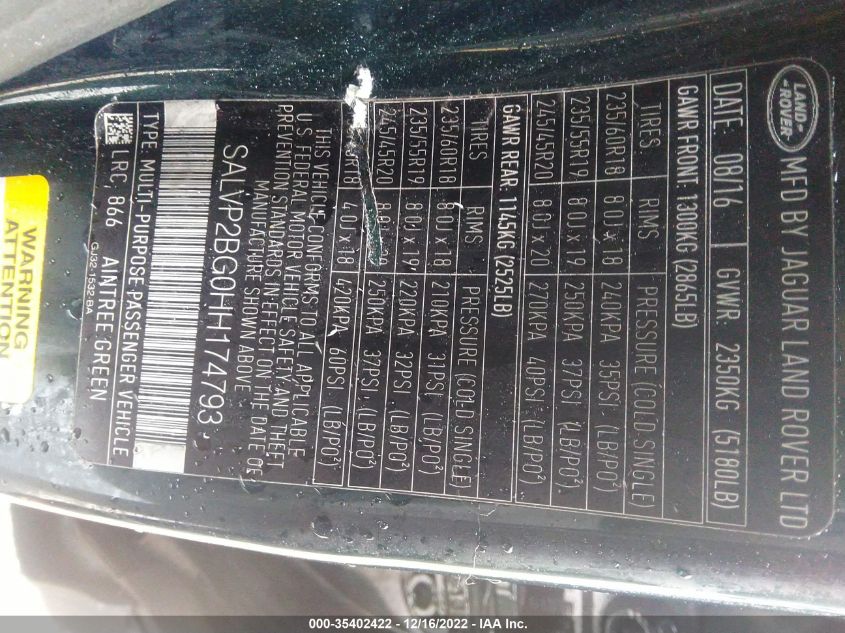 LAND
ROVER
MFD BY JAGUAR LAND ROVER LTD
DATE 08/16 GVWR: 2350KG (5180LB)
GAWR FRONT: 1300KG (2865LB)
TIRES RIMS PRESSURE (COLD-SINGLE)
235/60R18 8.0J x 18 240KPA 35PSI, (LB/PO²)
235/55R19 8.0J x 19 250KPA 37PSI, (LB/PO²)
245/45R20 8.0J x 20 270KPA 40PSI, (LB/PO²)
GAWR REAR: 1145KG (2525LB)
TIRES RIMS PRESSURE (COLD SINGLE)
235/60R18 8.0J x 18 210KPA 31PSI, (LB/PO²)
235/55R19 8.0J x 19 220KPA 32PSI, (LB/PO²)
245/45R20 250KPA 37PSI, (LB/PO²)
4.0J x 18 420KPA 60PSI (LB/PO²)
THIS VEHICLE CONFORMS TO ALL APPLICABLE
U.S. FEDERAL MOTOR VEHICLE SAFETY AND THEFT
PREVENTION STANDARDS IN EFFECT ON THE DATE OF
MANUFACTURE SHOWN ABOVE
SALVP2BG0HH174793
TYPE: MULTI-PURPOSE PASSENGER VEHICLE
LRC, 866 AINTREE GREEN
GJ32-1532-BA
WARNING
ATTENTION
000-35402422 - 12/16/2022 - IAA Inc.